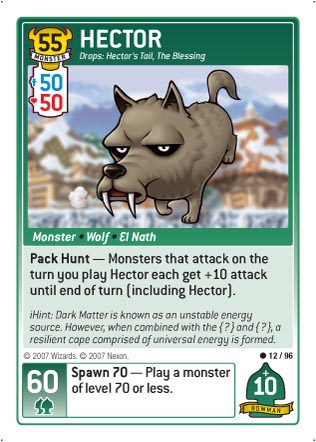 55
MONSTER
HECTOR
Drops: Hector's Tail, The Blessing
50
50
Monster • Wolf • El Nath
Pack Hunt — Monsters that attack on the
turn you play Hector each get +10 attack
until end of turn (including Hector).
iHint: Dark Matter is known as an unstable energy
source. However, when combined with the {?} and {?}, a
resilient cape comprised of universal energy is formed.
© 2007 Wizards. © 2007 Nexon.
● 12 / 96
60
Spawn 70 — Play a monster
of level 70 or less.
+
10
BOWMAN